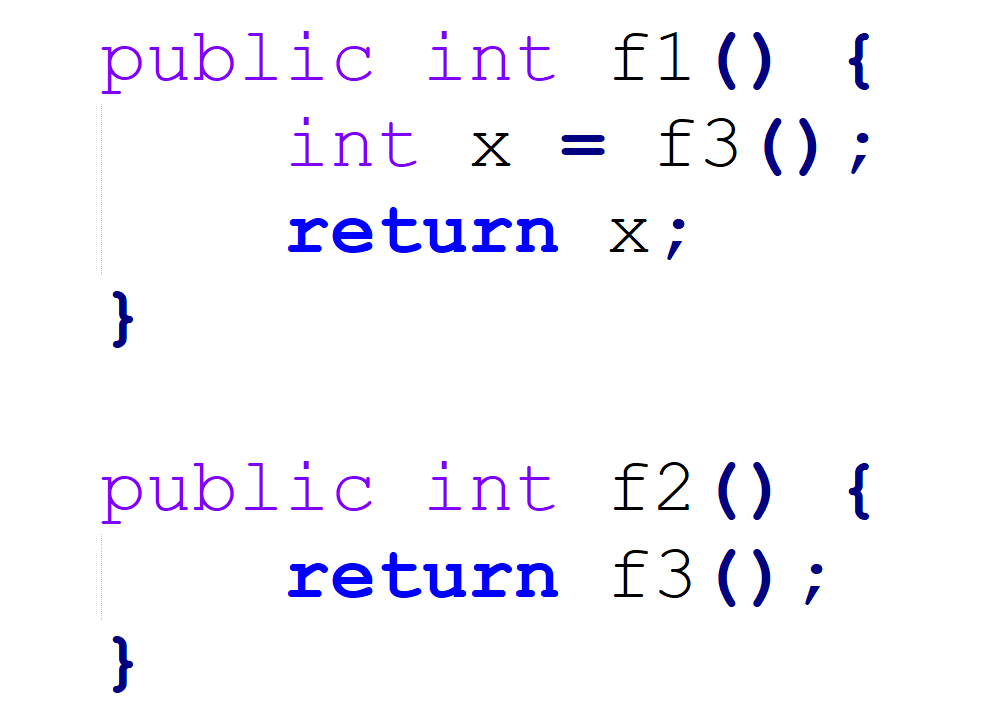 public int f1() {
    int x = f3();
    return x;
}
public int f2() {
    return f3();
}